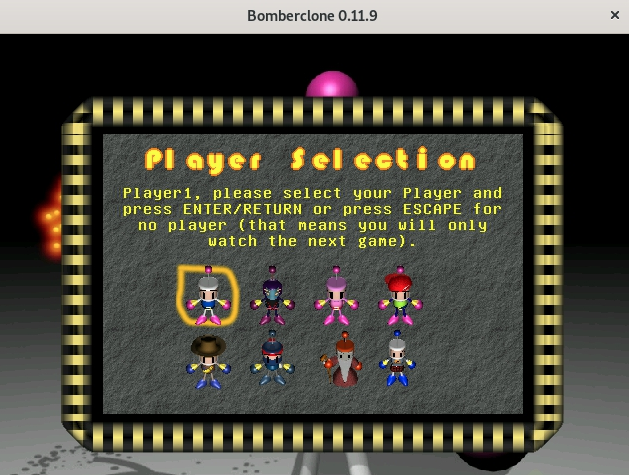 Bomberclone 0.11.9
Player Selection
Player1, please select your Player and
press ENTER/RETURN or press ESCAPE for
no player (that means you will only
watch the next game).